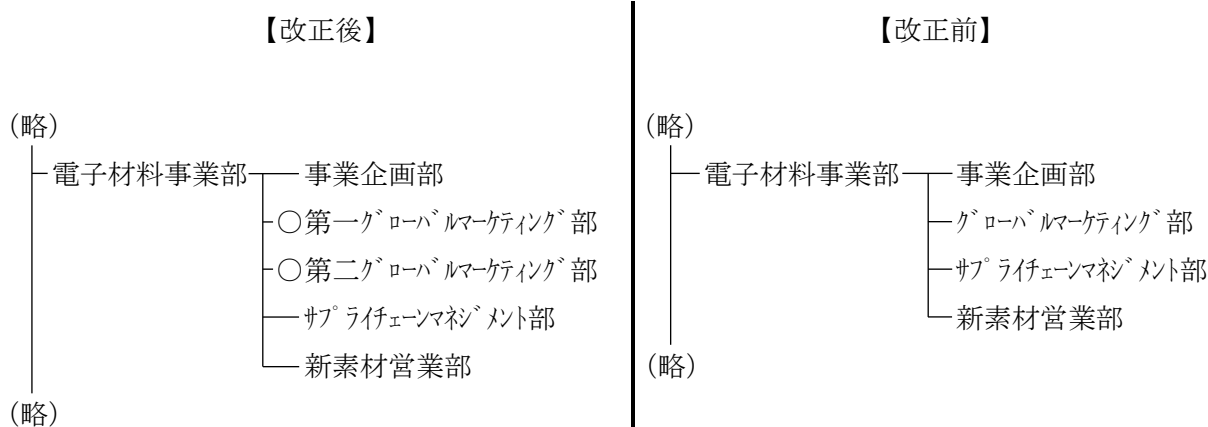 【改正後】
(略)
電子材料事業部 事業企画部
○第一グローバルマーケティング部
○第二グローバルマーケティング部
サプライチェーンマネジメント部
新素材営業部
(略)
【改正前】
(略)
電子材料事業部 事業企画部
グローバルマーケティング部
サプライチェーンマネジメント部
新素材営業部
(略)